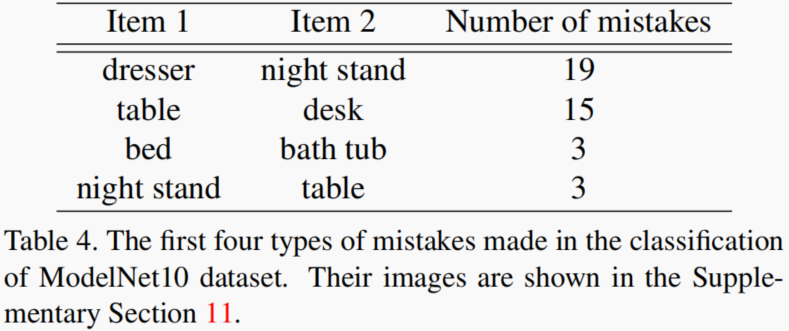 Item 1 Item 2 Number of mistakes
dresser night stand 19
table desk 15
bed bath tub 3
night stand table 3
Table 4. The first four types of mistakes made in the classification
of ModelNet10 dataset. Their images are shown in the Supple-
mentary Section 11.